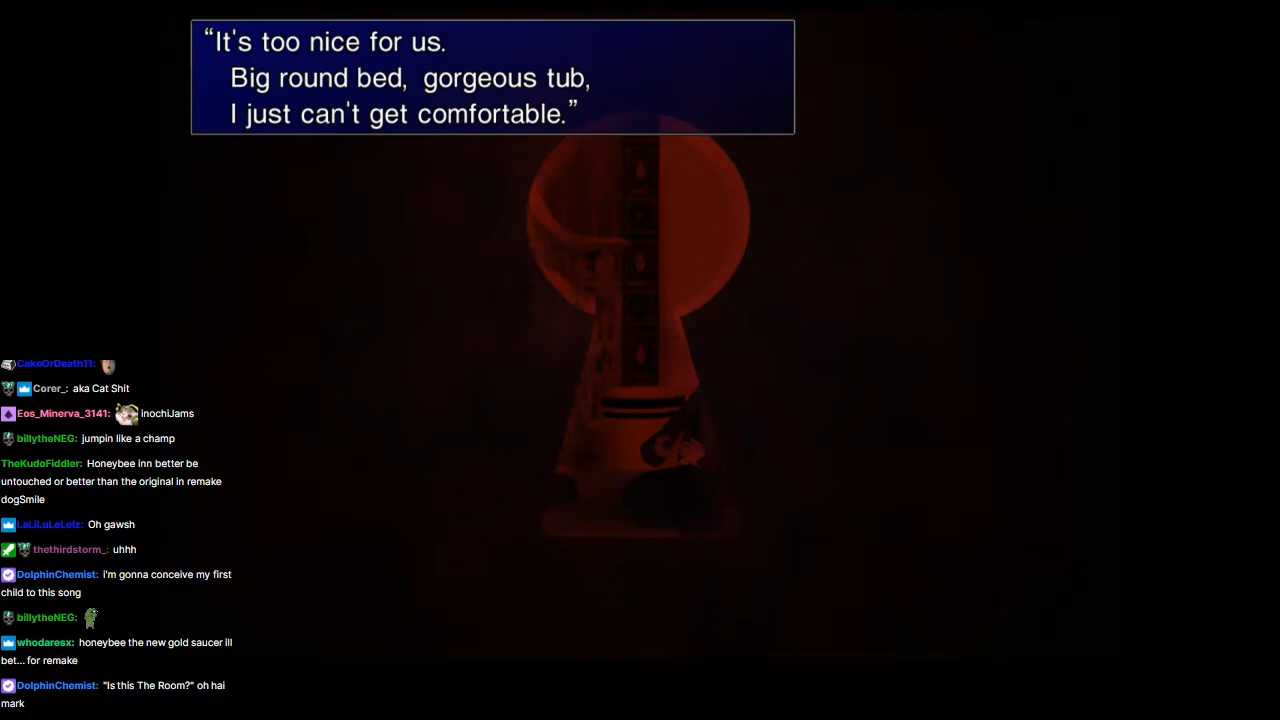 “It's too nice for us.
Big round bed, gorgeous tub,
I just can't get comfortable.”
CakeOrDeath11:
Corer_: aka Cat Shit
Eos_Minerva_3141: inochiJams
billytheNEG: jumpin like a champ
TheKudoFiddler: Honeybee inn better be
untouched or better than the original in remake
dogSmile
LaLiLuLeLolz: Oh gawsh
thethirdstorm_: uhhh
DolphinChemist: i'm gonna conceive my first
child to this song
billytheNEG:
whodaresx: honeybee the new gold saucer ill
bet... for remake
DolphinChemist: "Is this The Room?" oh hai
mark